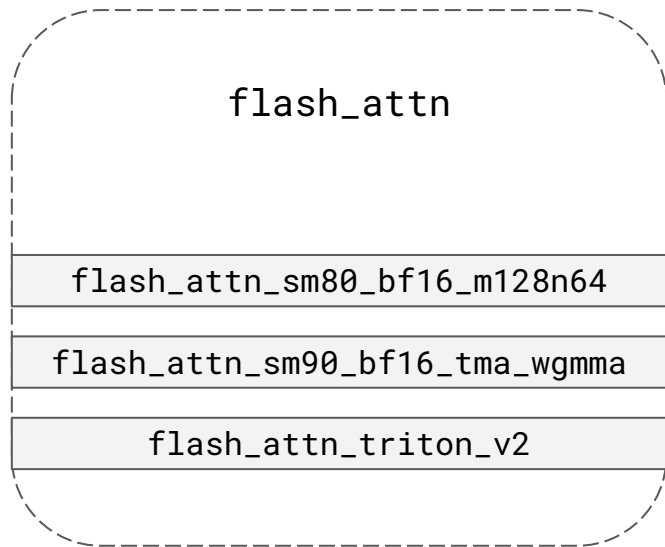 flash_attn
flash_attn_sm80_bf16_m128n64
flash_attn_sm90_bf16_tma_wgmma
flash_attn_triton_v2